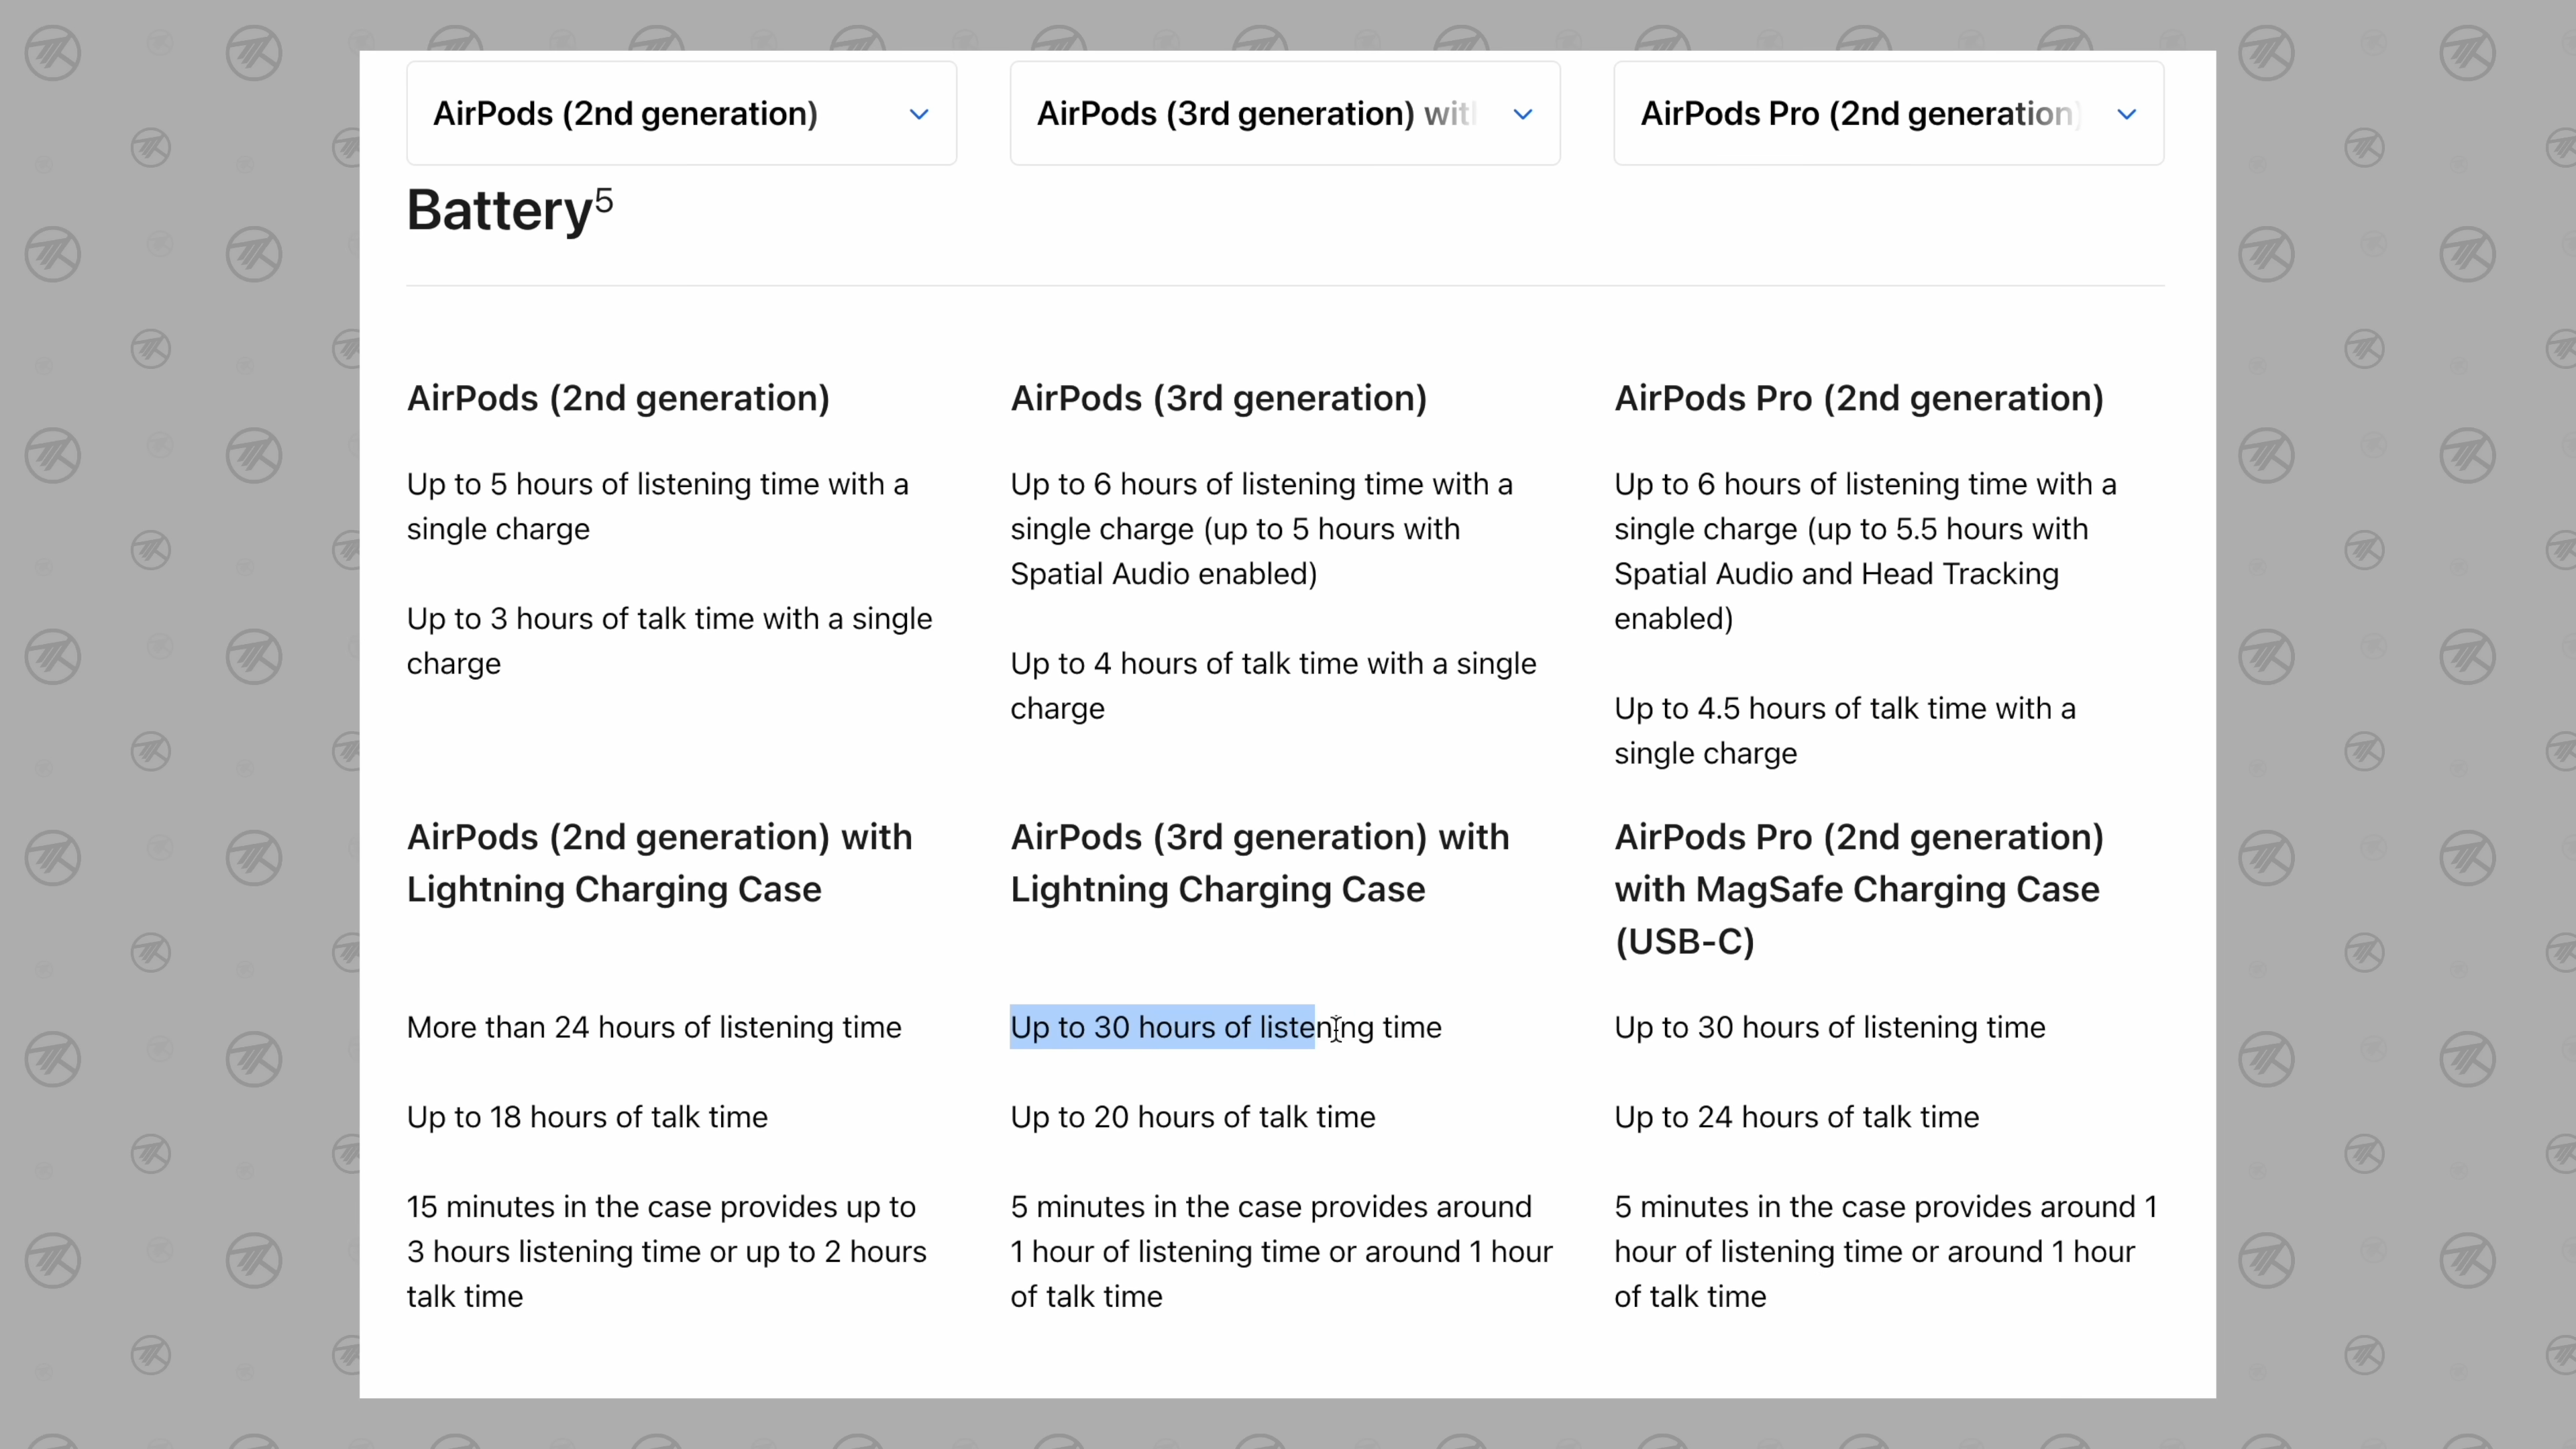 AirPods (2nd generation)
AirPods (3rd generation) wit
AirPods Pro (2nd generation)
Battery5
AirPods (2nd generation)
Up to 5 hours of listening time with a
single charge
Up to 3 hours of talk time with a single
charge
AirPods (3rd generation)
Up to 6 hours of listening time with a
single charge (up to 5 hours with
Spatial Audio enabled)
Up to 4 hours of talk time with a single
charge
AirPods Pro (2nd generation)
Up to 6 hours of listening time with a
single charge (up to 5.5 hours with
Spatial Audio and Head Tracking
enabled)
Up to 4.5 hours of talk time with a
single charge
AirPods (2nd generation) with
Lightning Charging Case
More than 24 hours of listening time
Up to 18 hours of talk time
15 minutes in the case provides up to
3 hours listening time or up to 2 hours
talk time
AirPods (3rd generation) with
Lightning Charging Case
Up to 30 hours of listening time
Up to 20 hours of talk time
5 minutes in the case provides around
1 hour of listening time or around 1 hour
of talk time
AirPods Pro (2nd generation)
with MagSafe Charging Case
(USB-C)
Up to 30 hours of listening time
Up to 24 hours of talk time
5 minutes in the case provides around 1
hour of listening time or around 1 hour
of talk time